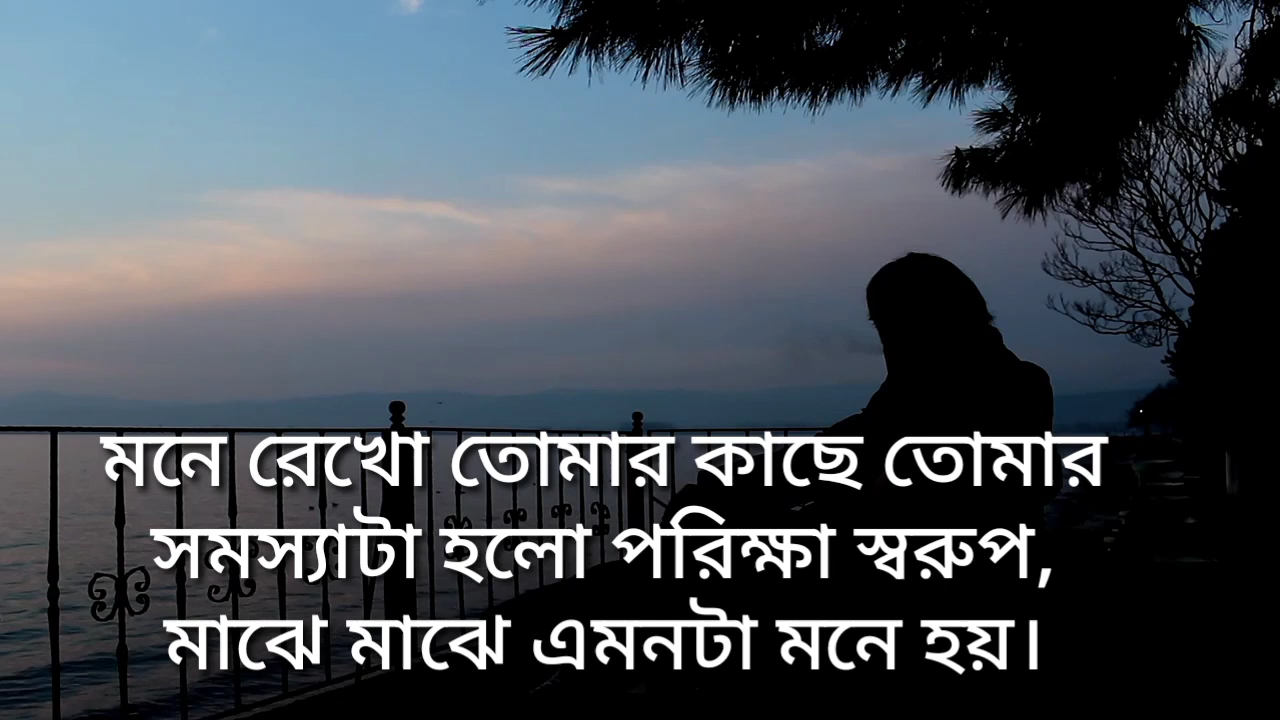 মনে রেখো তোমার কাছে তোমার
সমস্যাটা হলো পরিক্ষা স্বরুপ,
মাঝে মাঝে এমনটা মনে হয়।